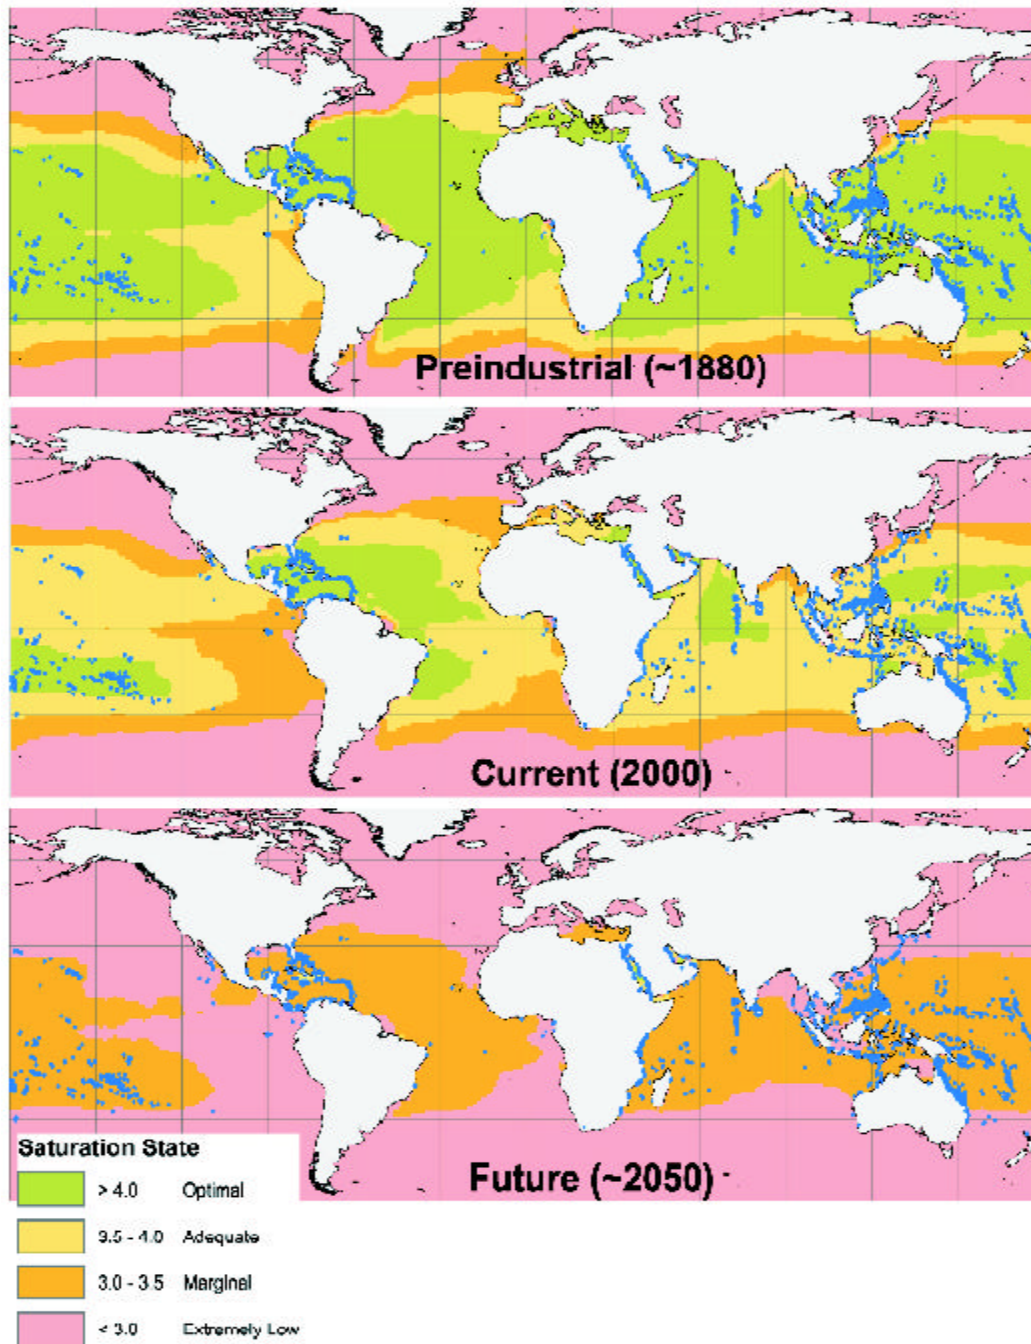 Preindustrial (~1880)
Current (2000)
Future (~2050)
Saturation State
> 4.0 Optimal
3.5 - 4.0 Adequate
3.0 - 3.5 Marginal
< 3.0 Extremely Low